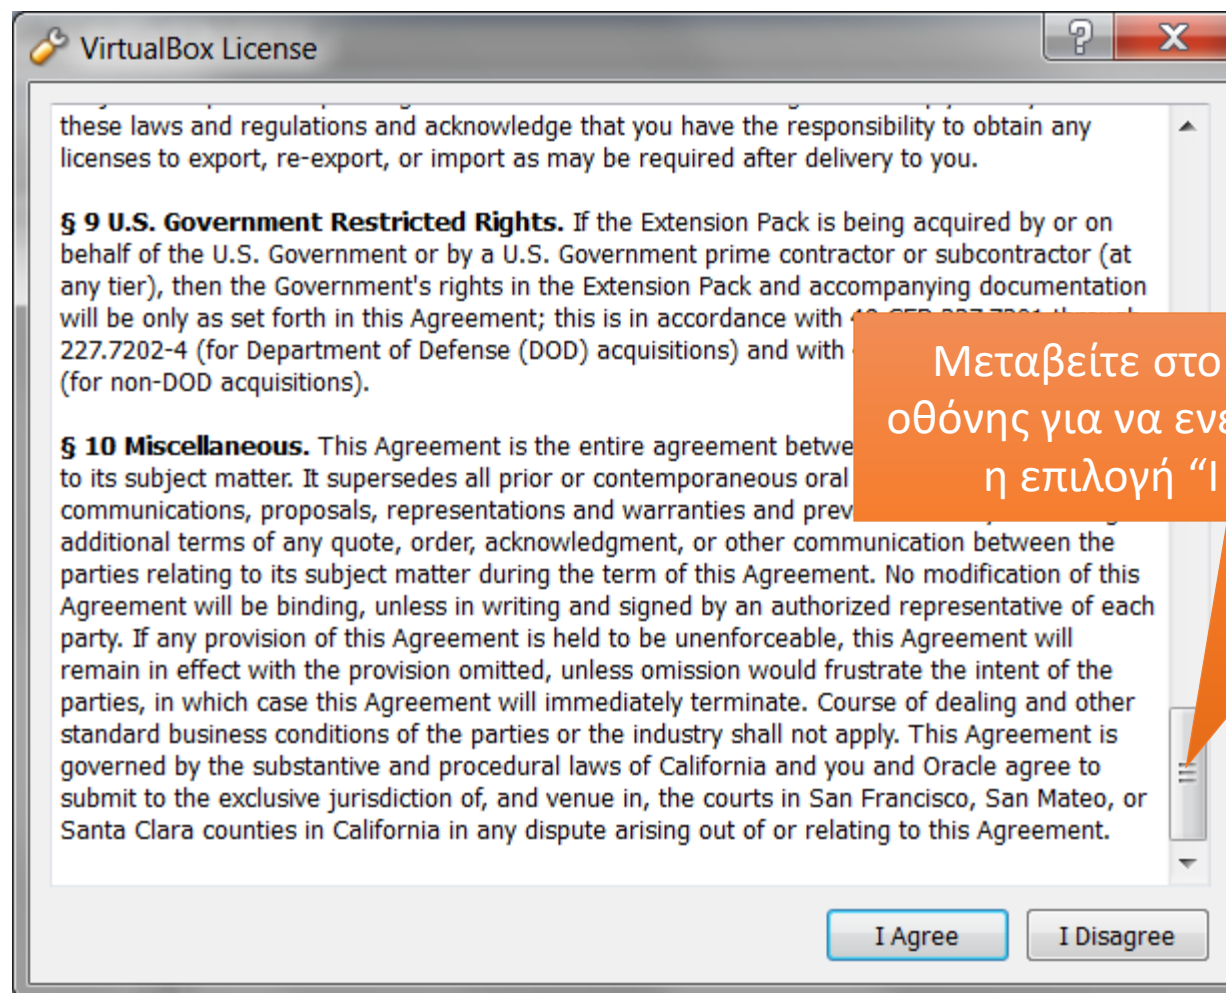 VirtualBox License
these laws and regulations and acknowledge that you have the responsibility to obtain any
licenses to export, re-export, or import as may be required after delivery to you.
§ 9 U.S. Government Restricted Rights. If the Extension Pack is being acquired by or on
behalf of the U.S. Government or by a U.S. Government prime contractor or subcontractor (at
any tier), then the Government's rights in the Extension Pack and accompanying documentation
will be only as set forth in this Agreement; this is in accordance with
227.7202-4 (for Department of Defense (DOD) acquisitions) and with
(for non-DOD acquisitions).
Μεταβείτε στο
οθόνης για να ενε
η επιλογή “I
§ 10 Miscellaneous. This Agreement is the entire agreement betwe
to its subject matter. It supersedes all prior or contemporaneous oral
communications, proposals, representations and warranties and prev
additional terms of any quote, order, acknowledgment, or other communication between the
parties relating to its subject matter during the term of this Agreement. No modification of this
Agreement will be binding, unless in writing and signed by an authorized representative of each
party. If any provision of this Agreement is held to be unenforceable, this Agreement will
remain in effect with the provision omitted, unless omission would frustrate the intent of the
parties, in which case this Agreement will immediately terminate. Course of dealing and other
standard business conditions of the parties or the industry shall not apply. This Agreement is
governed by the substantive and procedural laws of California and you and Oracle agree to
submit to the exclusive jurisdiction of, and venue in, the courts in San Francisco, San Mateo, or
Santa Clara counties in California in any dispute arising out of or relating to this Agreement.
I Agree
I Disagree